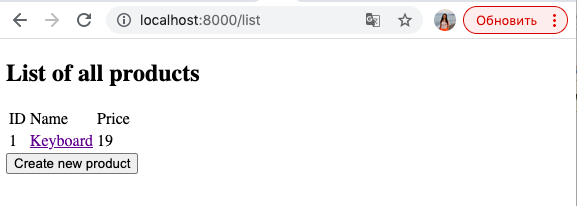 localhost:8000/list
Обновить
List of all products
ID Name Price
1 Keyboard 19
Create new product